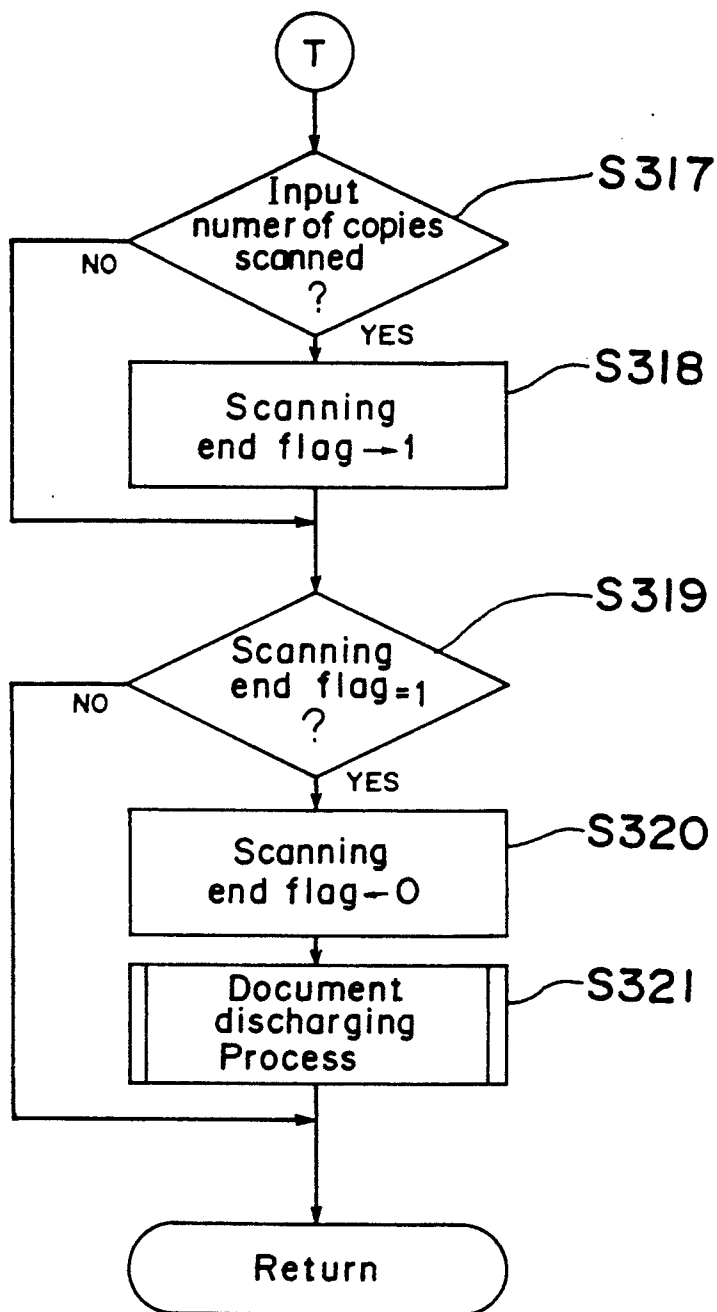 T
Input
numer of copies
scanned
?
S317
NO
YES
Scanning
end flag → 1
S318
Scanning
end flag = 1
?
S319
NO
YES
Scanning
end flag ← 0
S320
Document
discharging
Process
S321
Return